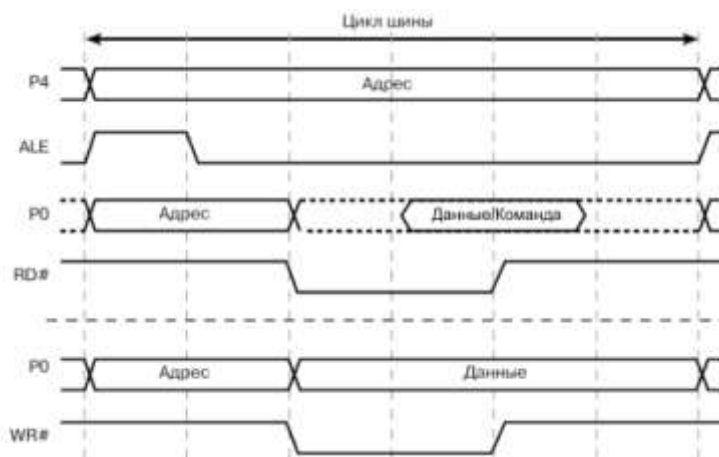 Цикл шины
P4 Адрес
ALE
P0 Адрес Данные/Команда
RD#
P0 Адрес Данные
WR#